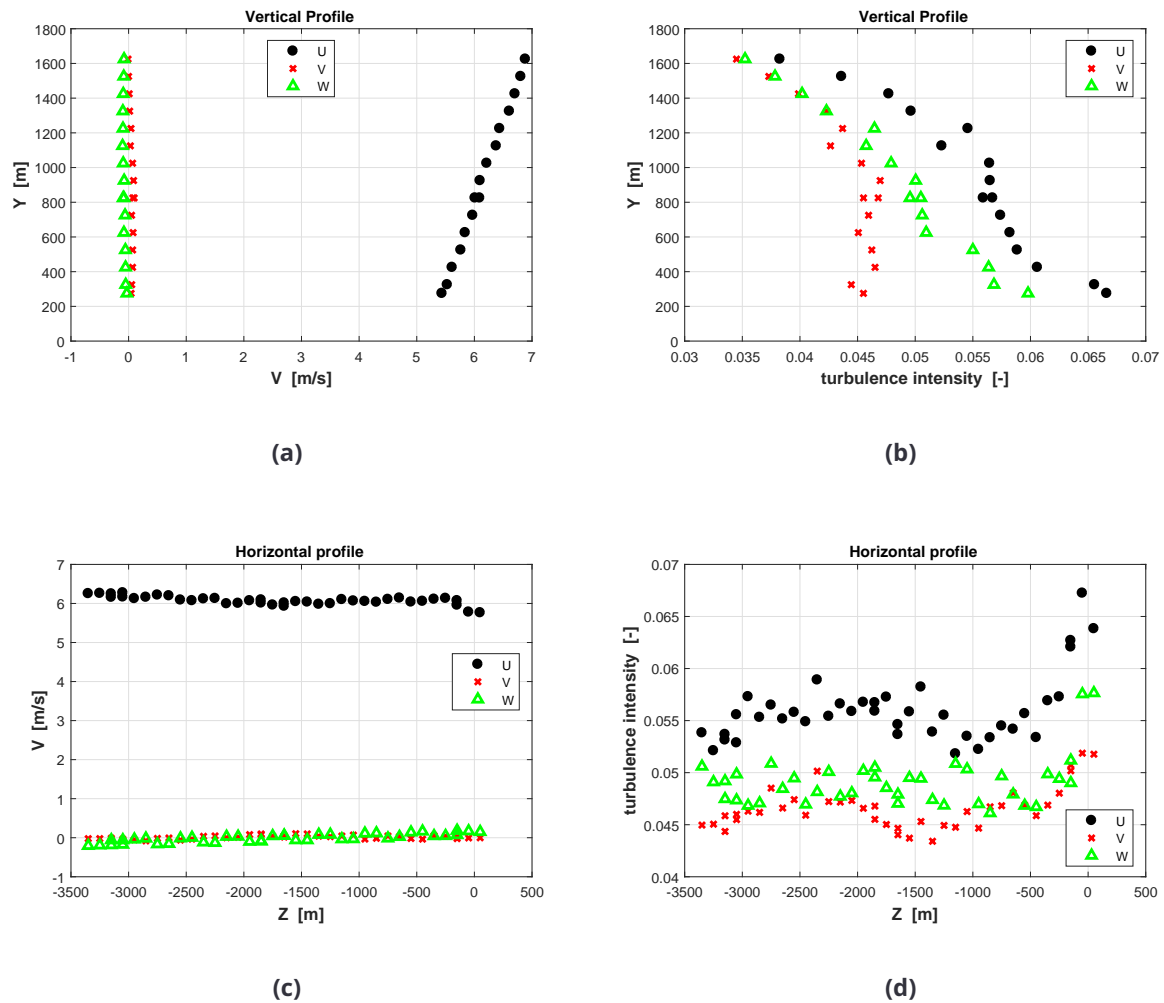 Vertical Profile
1800
1600
1400
1200
1000
800
600
400
200
0
Y [m]
-1 0 1 2 3 4 5 6 7
V [m/s]
U
V
W
(a)
Vertical Profile
1800
1600
1400
1200
1000
800
600
400
200
0
Y [m]
0.03 0.035 0.04 0.045 0.05 0.055 0.06 0.065 0.07
turbulence intensity [-]
U
V
W
(b)
Horizontal profile
7
6
5
4
3
2
1
0
-1
V [m/s]
-3500 -3000 -2500 -2000 -1500 -1000 -500 0 500
Z [m]
U
V
W
(c)
Horizontal profile
0.07
0.065
0.06
0.055
0.05
0.045
0.04
turbulence intensity [-]
-3500 -3000 -2500 -2000 -1500 -1000 -500 0 500
Z [m]
U
V
W
(d)